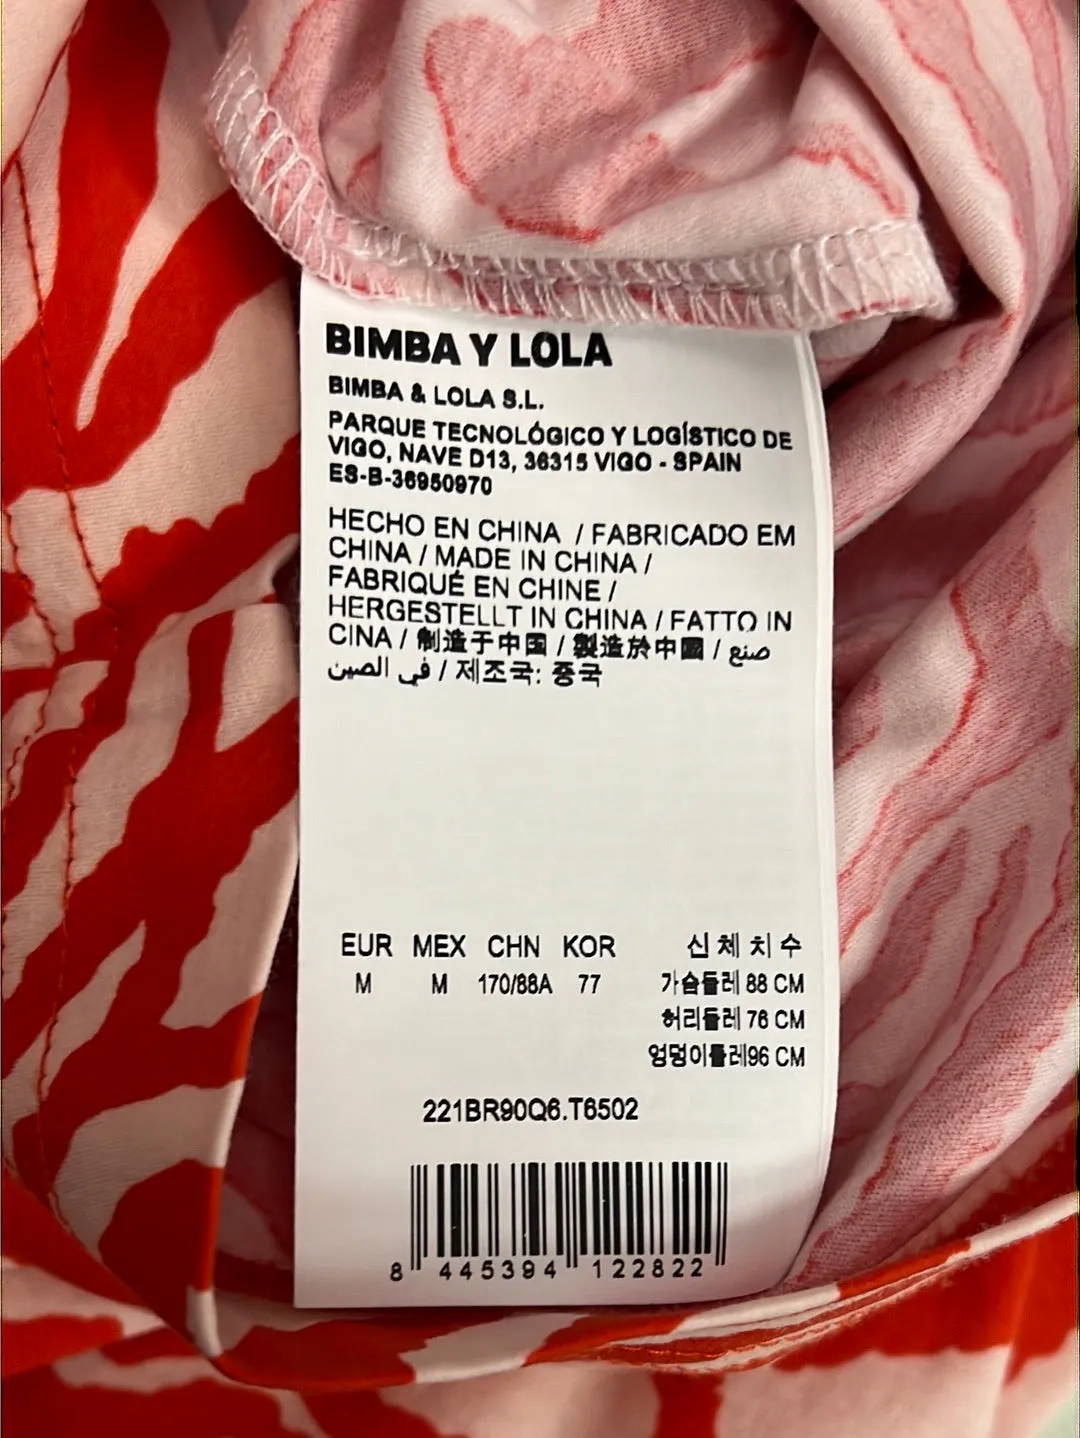 BIMBA Y LOLA
BIMBA & LOLA S.L.
PARQUE TECNOLÓGICO Y LOGÍSTICO DE
VIGO, NAVE D13, 36315 VIGO - SPAIN
ES-B-36950970
HECHO EN CHINA / FABRICADO EM
CHINA / MADE IN CHINA /
FABRIQUÉ EN CHINE /
HERGESTELLT IN CHINA / FATTO IN
CINA / 制造于中国 / 製造於中國 / صنع
في الصين / 제조국: 중국
EUR MEX CHN KOR 신체치수
M M 170/88A 77 가슴둘레 88 CM
허리둘레 76 CM
엉덩이둘레96 CM
221BR90Q6.T6502
8 445394 122822